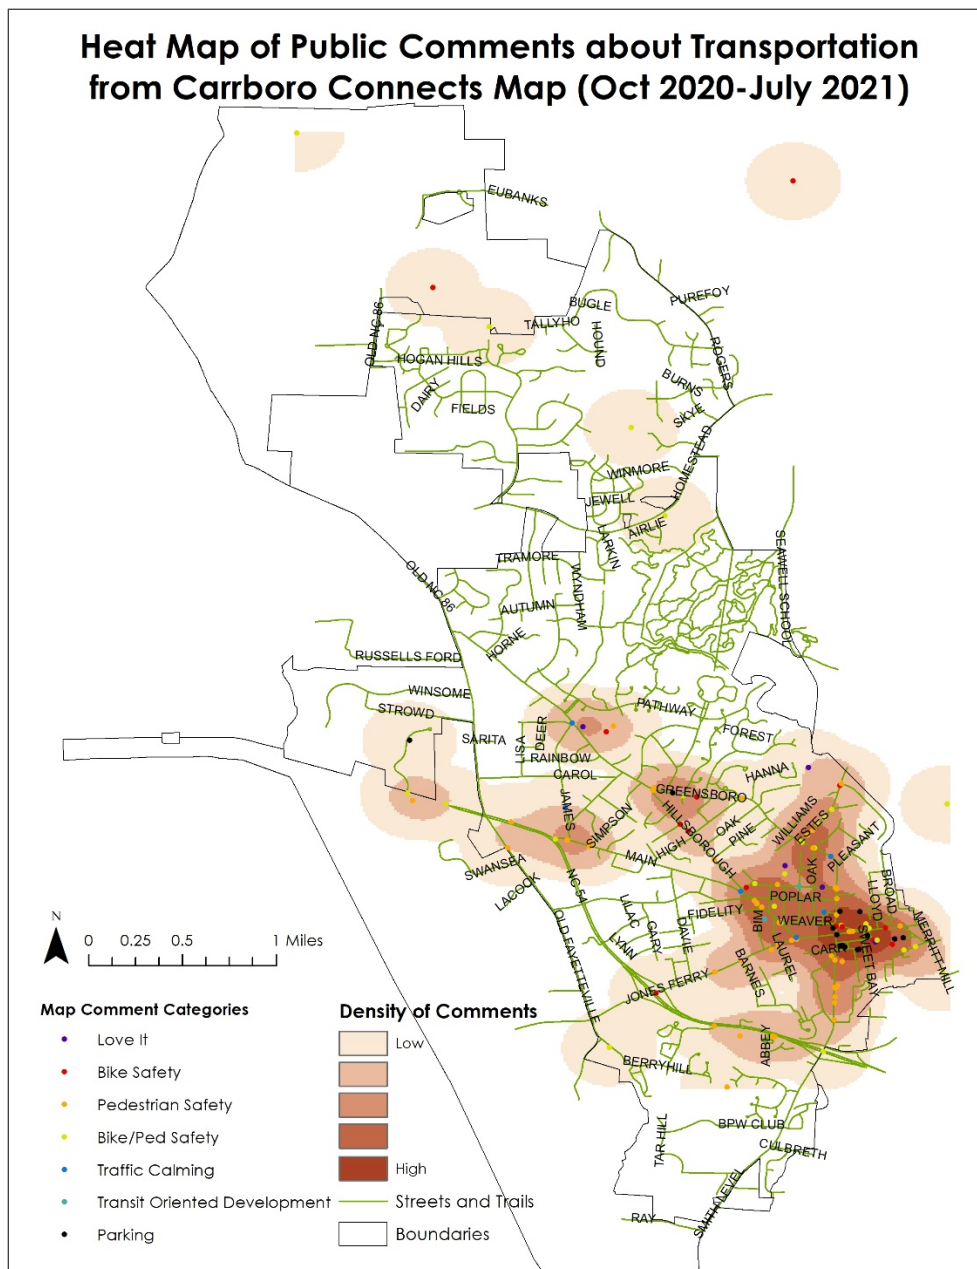 Heat Map of Public Comments about Transportation
from Carrboro Connects Map (Oct 2020-July 2021)
EUBANKS
PUREFOY
BUGLE
TALLYHO
HOUND
OLD NC 86
ROGERS
HOGAN HILLS
DAIRY
BURNS
FIELDS
SKYE
HOMESTEAD
WINMORE
JEWELL
AIRLIE
LARKIN
SEAWELL SCHOOL
TRAMORE
WYNDHAM
OLD NC 86
AUTUMN
HORNE
RUSSELLS FORD
WINSOME
STROWD
PATHWAY
SARITA
LISA
DEER
FOREST
RAINBOW
CAROL
HANNA
GREENSBORO
JAMES
SIMPSON
HILLSBOROUGH
OAK
PINE
WILLIAMS
ESTES
PLEASANT
MAIN
HIGH
OAK
SWANSEA
LACOOK
NC 54
POPLAR
BROAD
LLOYD
LILAC
GARY
DAVIE
FIDELITY
BIM
WEAVER
MERRITT MILL
LYNN
LAUREL
CARR
SWEET BAY
OLD FAYETTEVILLE
BARNES
JONES FERRY
ABBEY
BERRYHILL
BPW CLUB
TAR HILL
CULBRETH
SMITH LEVEL
RAY
N
0 0.25 0.5 1 Miles
Map Comment Categories
Love It
Bike Safety
Pedestrian Safety
Bike/Ped Safety
Traffic Calming
Transit Oriented Development
Parking
Density of Comments
Low
High
Streets and Trails
Boundaries